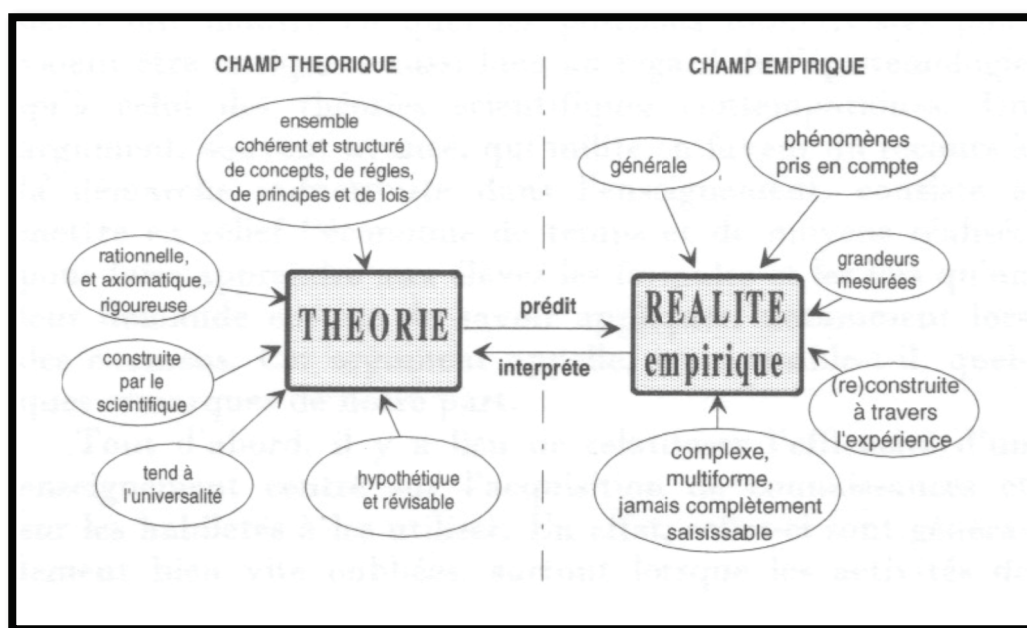 CHAMP THEORIQUE
ensemble
cohérent et structuré
de concepts, de régles,
de principes et de lois
rationnelle,
et axiomatique,
rigoureuse
construite
par le
scientifique
tend à
l'universalité
hypothétique
et révisable
THEORIE
prédit
interpréte
CHAMP EMPIRIQUE
générale
phénomènes
pris en compte
grandeurs
mesurées
REALITE
empirique
(re)construite
à travers
l'expérience
complexe,
multiforme,
jamais complètement
saisissable